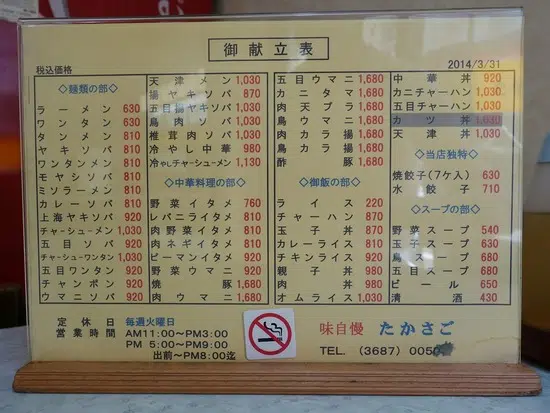 御献立表
税込価格
2014/3/31
◇麺類の部◇
ラーメン 630
ワンタン 630
タンメン 810
ヤキソバ 810
ワンタンメン 810
モヤシソバ 810
ミソラーメン 810
カレーソバ 810
上海ヤキソバ 920
チャーシューメン 1,030
五目ソバ 920
チャーシューワンタン 1,030
五目ワンタン 920
チャンポン 920
ウマニソバ 920
天津メン 1,030
揚ヤキソバ 870
五目揚ヤキソバ 1,030
鳥肉ソバ 1,030
椎茸肉ソバ 1,030
冷やし中華 980
冷やしチャーシューメン 1,130
◇中華料理の部◇
野菜イタメ 760
レバニライタメ 810
肉野菜イタメ 810
肉ネギイタメ 810
ピーマンイタメ 920
野菜ウマニ 920
焼豚 1,680
肉ウマニ 1,680
五目ウマニ 1,680
カニタマ 1,680
肉天プラ 1,680
鳥ウマニ 1,680
肉カラ揚 1,680
鳥カラ揚 1,680
酢豚 1,680
◇御飯の部◇
ライス 220
チャーハン 870
玉子丼 870
カレーライス 870
チキンライス 920
親子丼 980
肉丼 980
オムライス 1,030
中華丼 920
カニチャーハン 1,030
五目チャーハン 1,030
カツ丼 1,030
天津丼 1,030
◇当店独特◇
焼餃子(7ケ入) 630
水餃子 710
◇スープの部◇
野菜スープ 540
玉子スープ 630
鳥スープ 680
五目スープ 680
ビール 650
清酒 430
定休日 毎週火曜日
営業時間 AM11:00〜PM3:00
PM 5:00〜PM9:00
出前〜PM8:00迄
味自慢 たかさご
TEL. (3687) 005